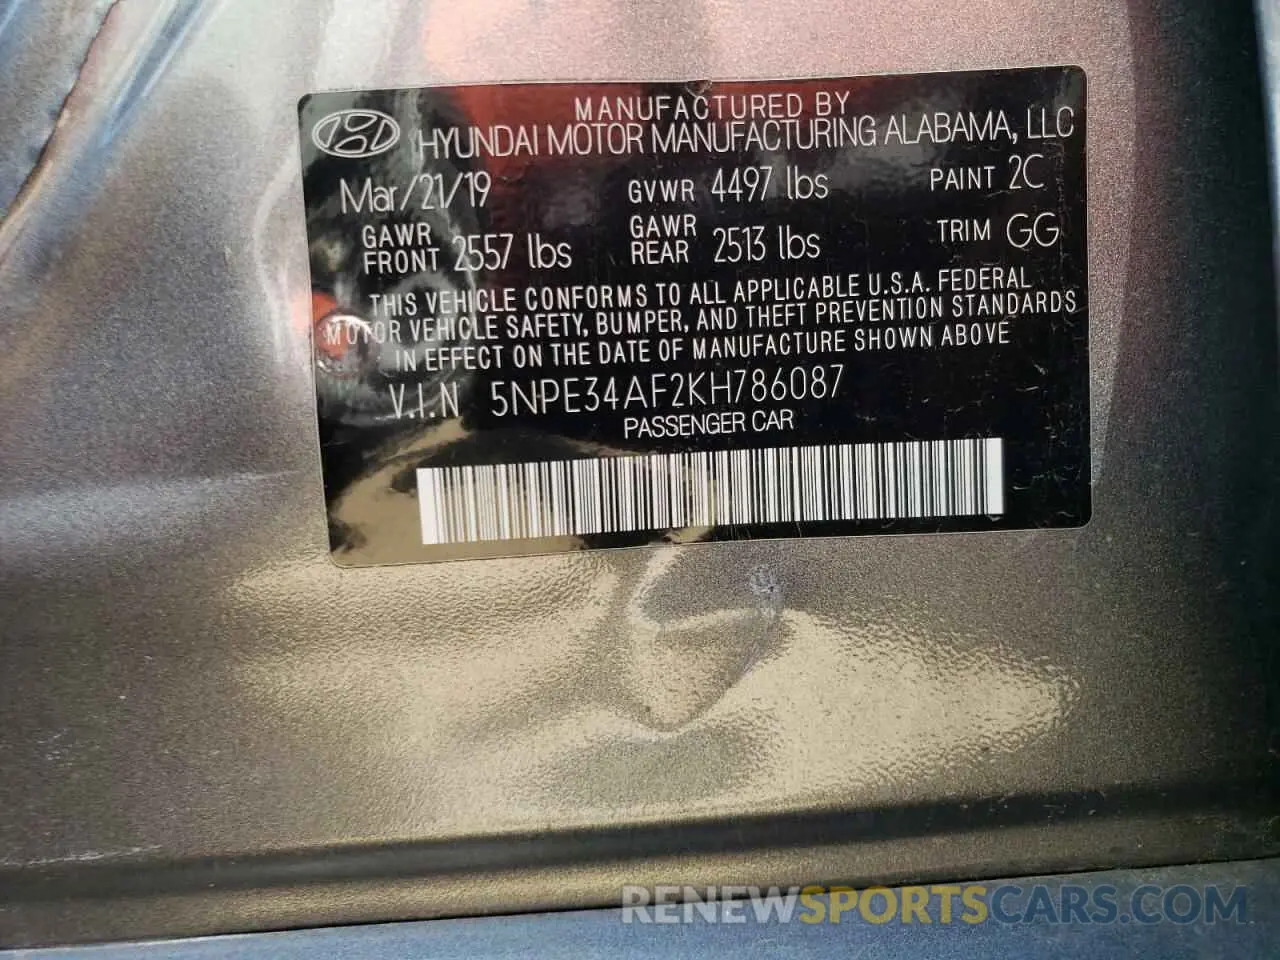 MANUFACTURED BY
HYUNDAI MOTOR MANUFACTURING ALABAMA, LLC
Mar/21/19 GVWR 4497 lbs PAINT 2C
GAWR FRONT 2557 lbs GAWR REAR 2513 lbs TRIM GG
THIS VEHICLE CONFORMS TO ALL APPLICABLE U.S.A. FEDERAL
MOTOR VEHICLE SAFETY, BUMPER, AND THEFT PREVENTION STANDARDS
IN EFFECT ON THE DATE OF MANUFACTURE SHOWN ABOVE
V.I.N 5NPE34AF2KH786087
PASSENGER CAR
RENEWSPORTSCARS.COM